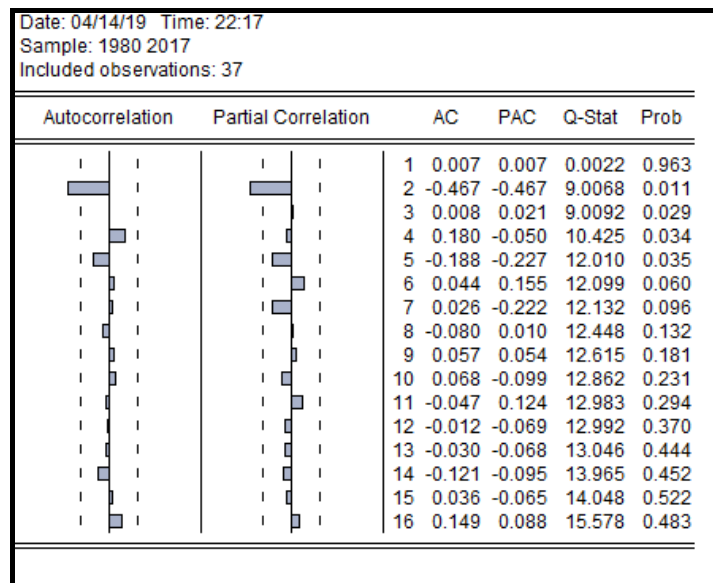 Date: 04/14/19 Time: 22:17
Sample: 1980 2017
Included observations: 37
Autocorrelation Partial Correlation AC PAC Q-Stat Prob
1 0.007 0.007 0.0022 0.963
2 -0.467 -0.467 9.0068 0.011
3 0.008 0.021 9.0092 0.029
4 0.180 -0.050 10.425 0.034
5 -0.188 -0.227 12.010 0.035
6 0.044 0.155 12.099 0.060
7 0.026 -0.222 12.132 0.096
8 -0.080 0.010 12.448 0.132
9 0.057 0.054 12.615 0.181
10 0.068 -0.099 12.862 0.231
11 -0.047 0.124 12.983 0.294
12 -0.012 -0.069 12.992 0.370
13 -0.030 -0.068 13.046 0.444
14 -0.121 -0.095 13.965 0.452
15 0.036 -0.065 14.048 0.522
16 0.149 0.088 15.578 0.483